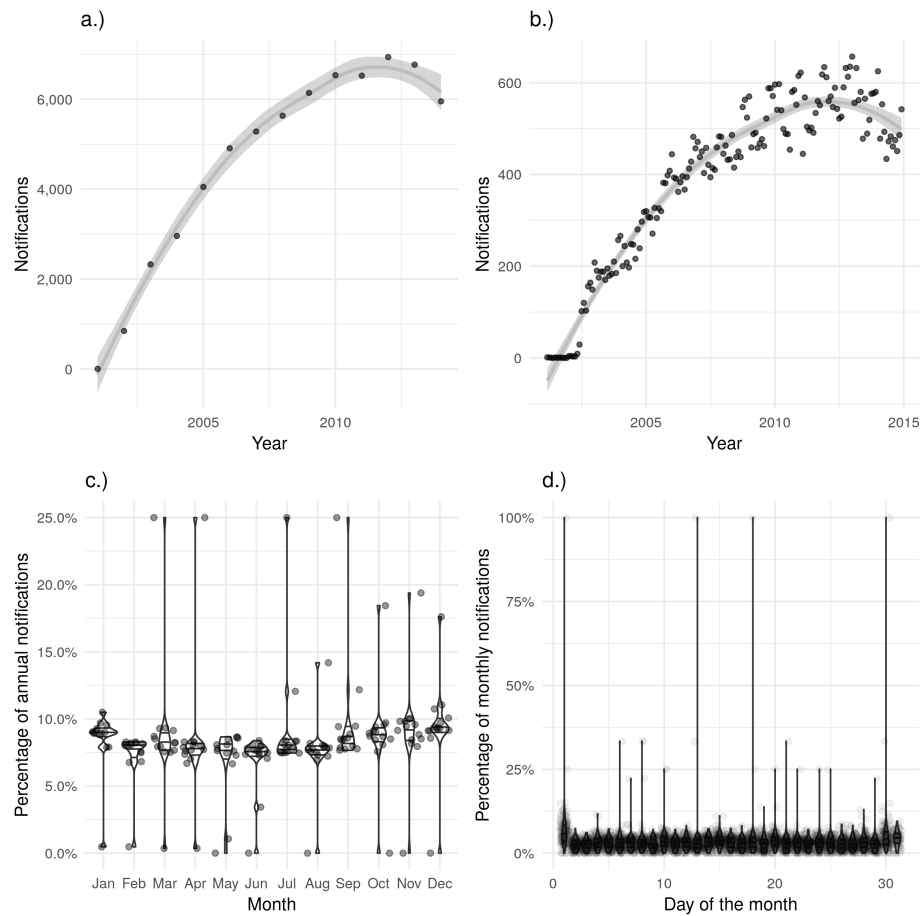 a.)
6,000
4,000
2,000
0
Notifications
2005 2010
Year
b.)
600
400
200
0
Notifications
2005 2010 2015
Year
c.)
25.0%
20.0%
15.0%
10.0%
5.0%
0.0%
Percentage of annual notifications
Jan Feb Mar Apr May Jun Jul Aug Sep Oct Nov Dec
Month
d.)
100%
75%
50%
25%
0%
Percentage of monthly notifications
0 10 20 30
Day of the month